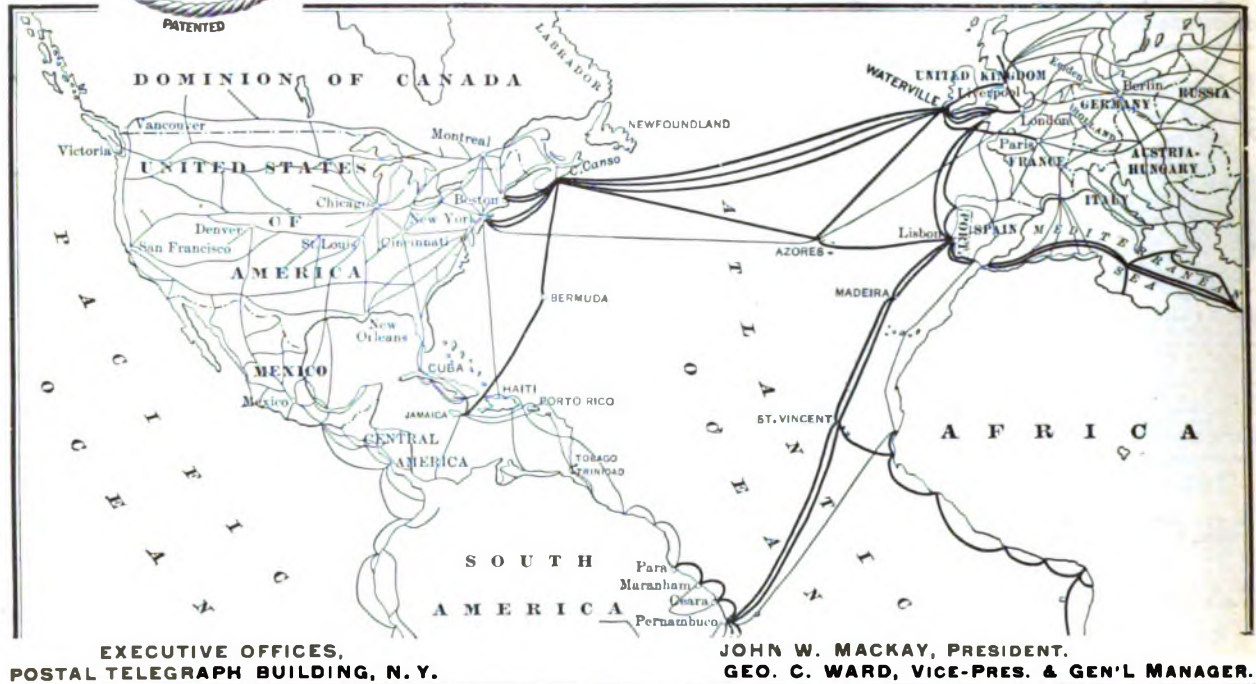 PATENTED
DOMINION OF CANADA
LABRADOR
NEWFOUNDLAND
Vancouver
Victoria
UNITED STATES
OF
AMERICA
Montreal
C. Canso
Boston
New York
Chicago
Denver
St. Louis
Cincinnati
San Francisco
New
Orleans
MEXICO
Mexico
CUBA
HAITI
JAMAICA
PORTO RICO
CENTRAL
AMERICA
TOBAGO
TRINIDAD
BERMUDA
PACIFIC
OCEAN
ATLANTIC
OCEAN
WATERVILLE
UNITED KINGDOM
Liverpool
London
Emden
Berlin
GERMANY
HOLLAND
RUSSIA
Paris
FRANCE
AUSTRIA-
HUNGARY
ITALY
Lisbon
PORT.
SPAIN
MEDITERRANEAN
SEA
AZORES
MADEIRA
ST. VINCENT
AFRICA
SOUTH
AMERICA
Para
Maranham
Ceara
Pernambuco
EXECUTIVE OFFICES,
POSTAL TELEGRAPH BUILDING, N. Y.
JOHN W. MACKAY, PRESIDENT.
GEO. C. WARD, VICE-PRES. & GEN'L MANAGER.